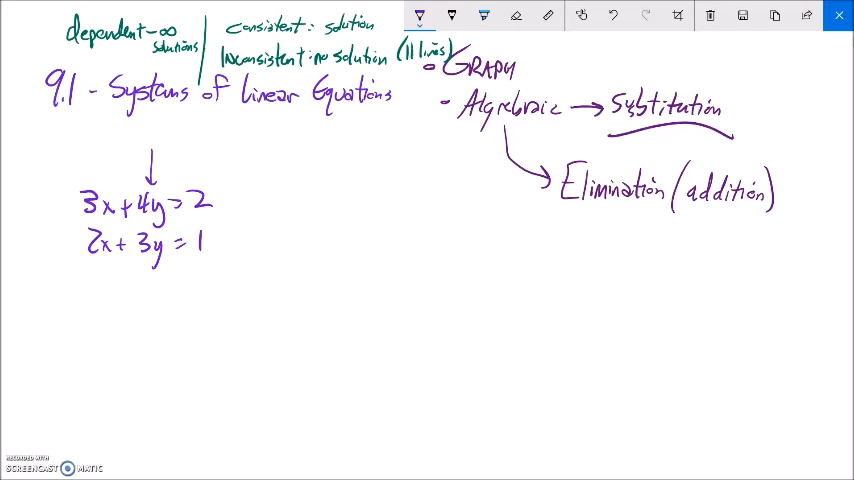 dependent - ∞ solutions
consistent: solution
Inconsistent: no solution (|| lines)
9.1 - Systems of Linear Equations
• GRAPH
• Algrebraic → Substitution
Elimination (addition)
3x + 4y = 2
2x + 3y = 1
RECORDED WITH
SCREENCAST MATIC